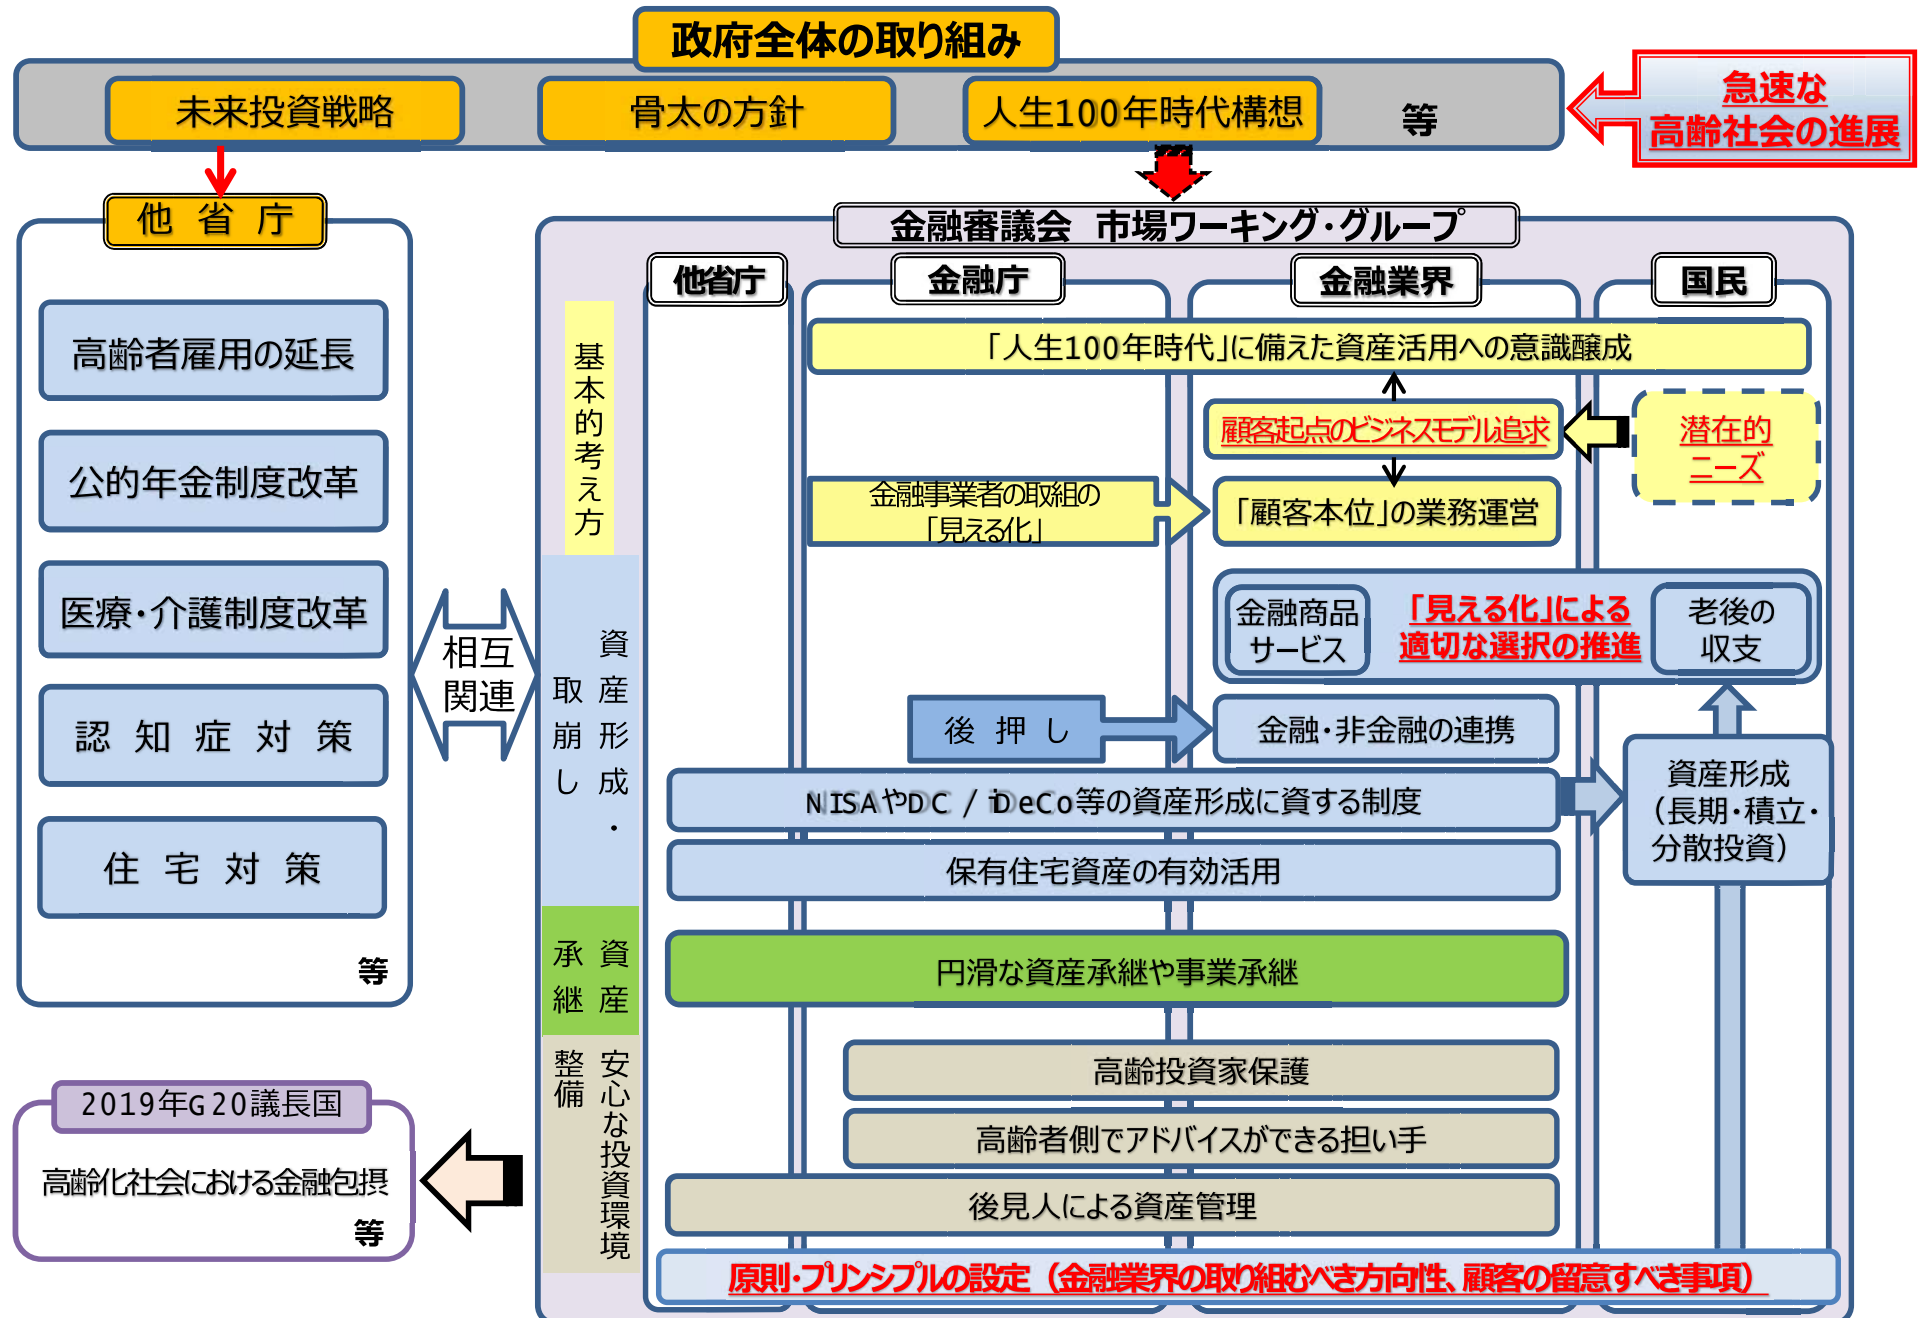 政府全体の取り組み
未来投資戦略
骨太の方針
人生100年時代構想
等
急速な
高齢社会の進展
他 省 庁
高齢者雇用の延長
公的年金制度改革
医療・介護制度改革
認 知 症 対 策
住 宅 対 策
等
相互
関連
2019年G20議長国
高齢化社会における金融包摂
等
金融審議会 市場ワーキング・グループ
他省庁
金融庁
金融業界
国民
基本的考え方
「人生100年時代」に備えた資産活用への意識醸成
顧客起点のビジネスモデル追求
潜在的
ニーズ
金融事業者の取組の
「見える化」
「顧客本位」の業務運営
資産形成・
取崩し
金融商品
サービス
「見える化」による
適切な選択の推進
老後の
収支
後 押 し
金融・非金融の連携
NISAやDC / iDeCo等の資産形成に資する制度
資産形成
（長期・積立・
分散投資）
保有住宅資産の有効活用
資産
承継
円滑な資産承継や事業承継
安心な投資環境
整備
高齢投資家保護
高齢者側でアドバイスができる担い手
後見人による資産管理
原則・プリンシプルの設定（金融業界の取り組むべき方向性、顧客の留意すべき事項）